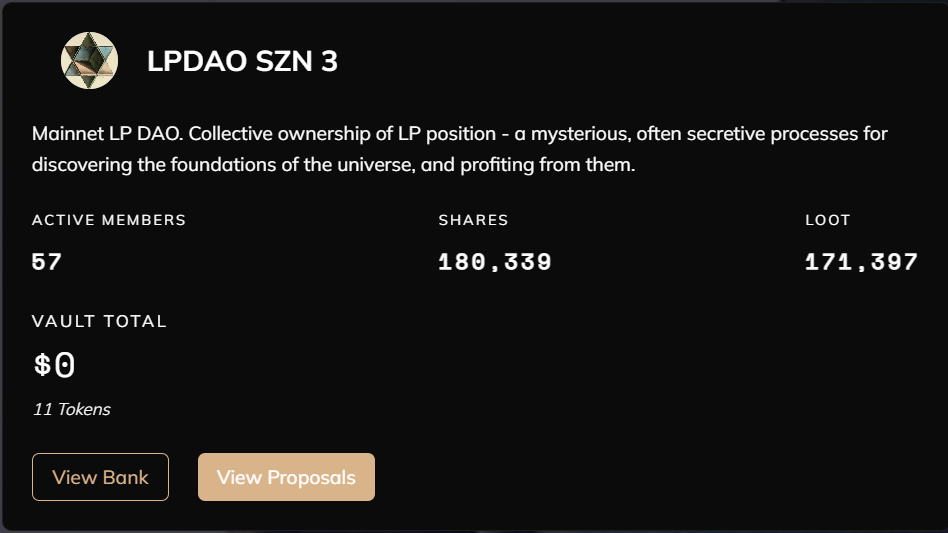 LPDAO SZN 3
Mainnet LP DAO. Collective ownership of LP position - a mysterious, often secretive processes for
discovering the foundations of the universe, and profiting from them.
ACTIVE MEMBERS
57
SHARES
180,339
LOOT
171,397
VAULT TOTAL
$0
11 Tokens
View Bank
View Proposals